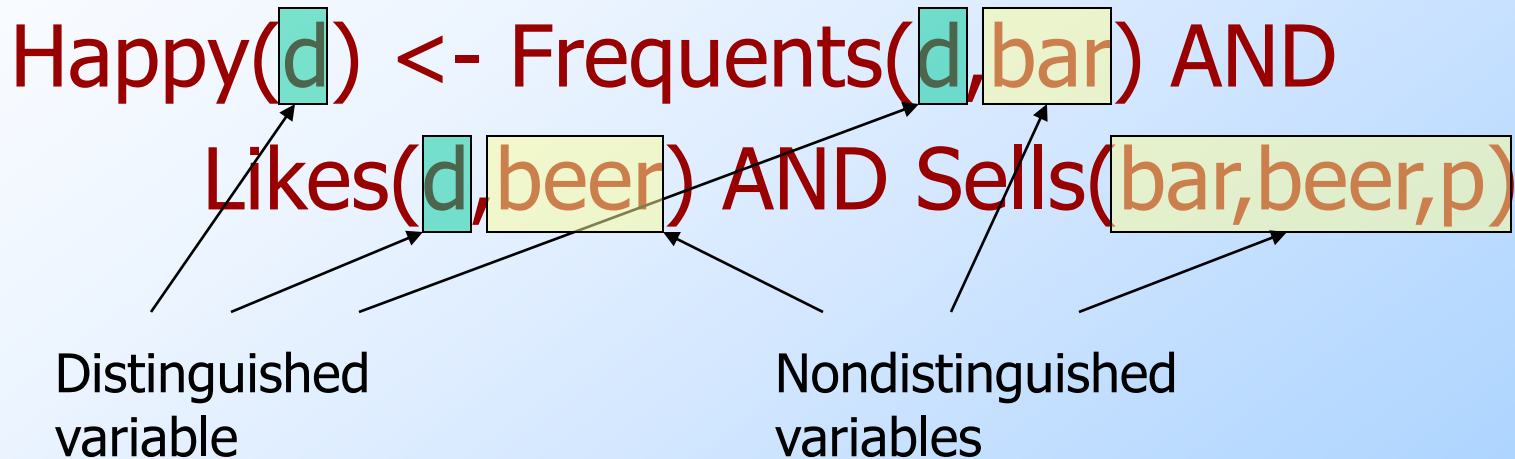 Happy(d) <- Frequents(d,bar) AND
Likes(d,beer) AND Sells(bar,beer,p)
Distinguished
variable
Nondistinguished
variables